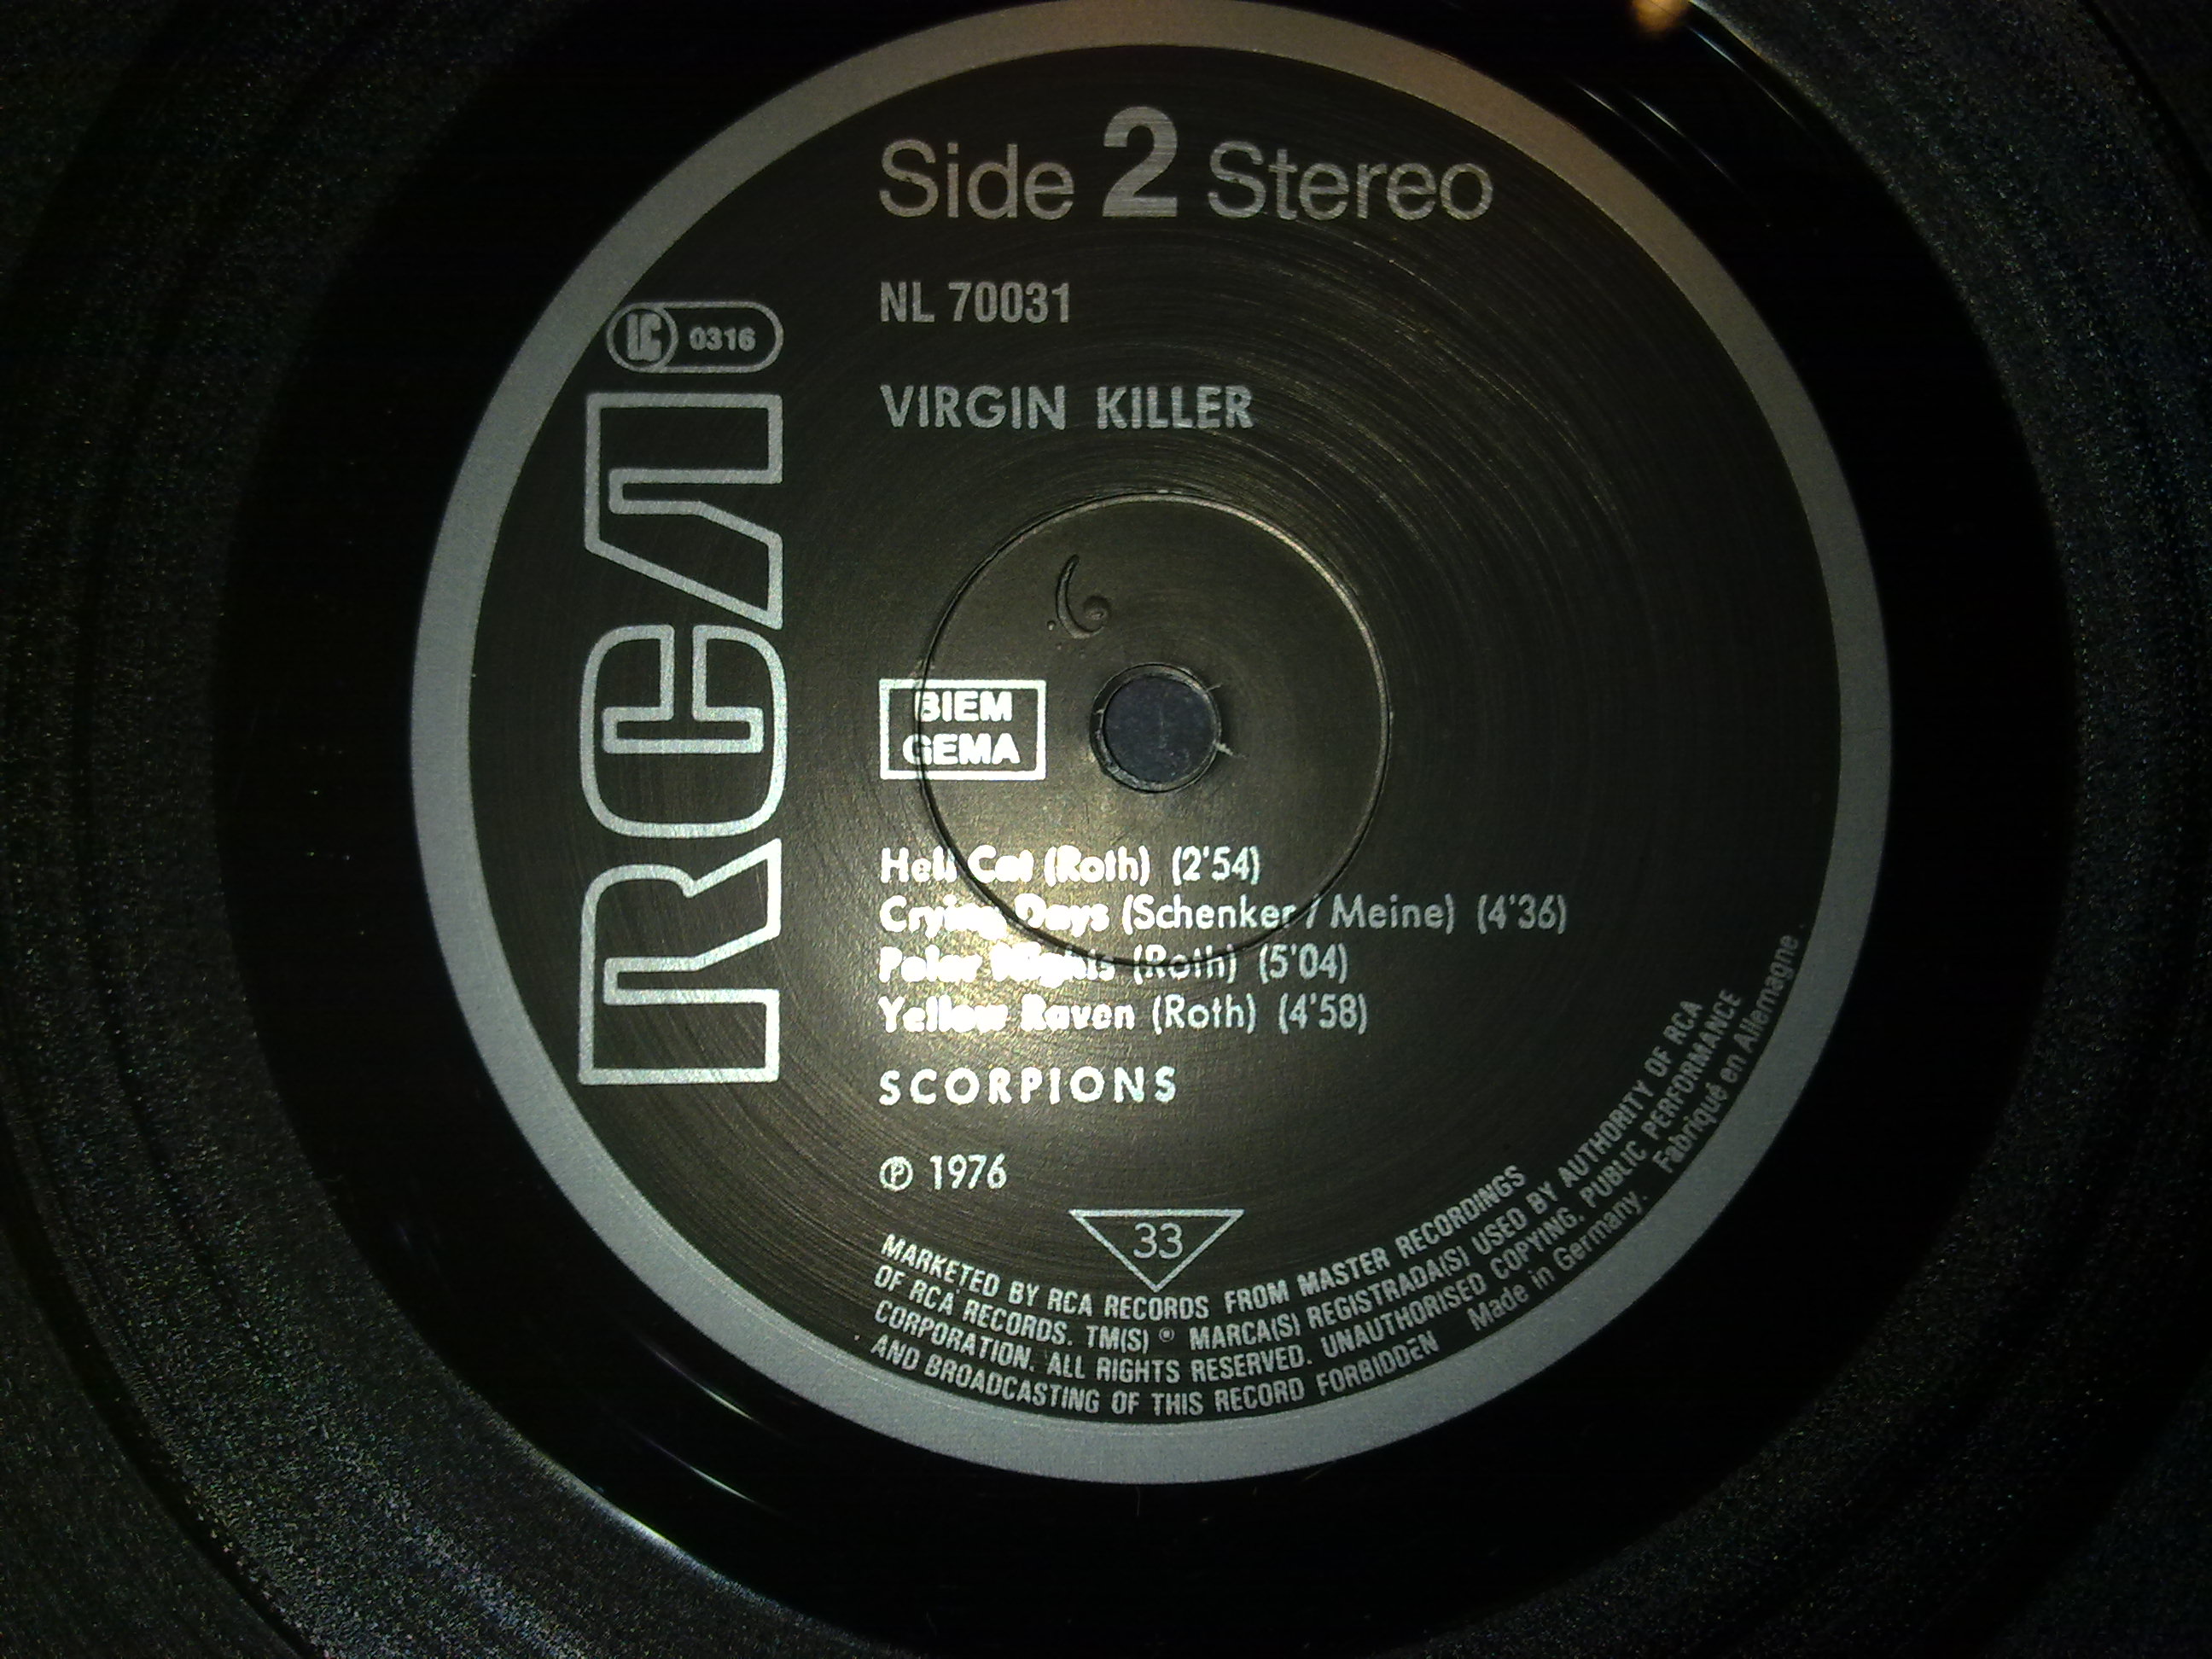 Side 2 Stereo
NL 70031
LC 0316
VIRGIN KILLER
RCA
BIEM
GEMA
Hell Cat (Roth) (2'54)
Crying Days (Schenker / Meine) (4'36)
Polar Nights (Roth) (5'04)
Yellow Raven (Roth) (4'58)
SCORPIONS
℗ 1976
33
MARKETED BY RCA RECORDS FROM MASTER RECORDINGS
OF RCA RECORDS. TM(S) ® MARCA(S) REGISTRADA(S) USED BY AUTHORITY OF RCA
CORPORATION. ALL RIGHTS RESERVED. UNAUTHORISED COPYING. PUBLIC PERFORMANCE
AND BROADCASTING OF THIS RECORD FORBIDDEN Made in Germany. Fabriqué en Allemagne.